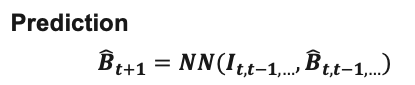 Prediction
B̂ₜ₊₁ = NN(Iₜ,ₜ₋₁,…, B̂ₜ,ₜ₋₁,…)